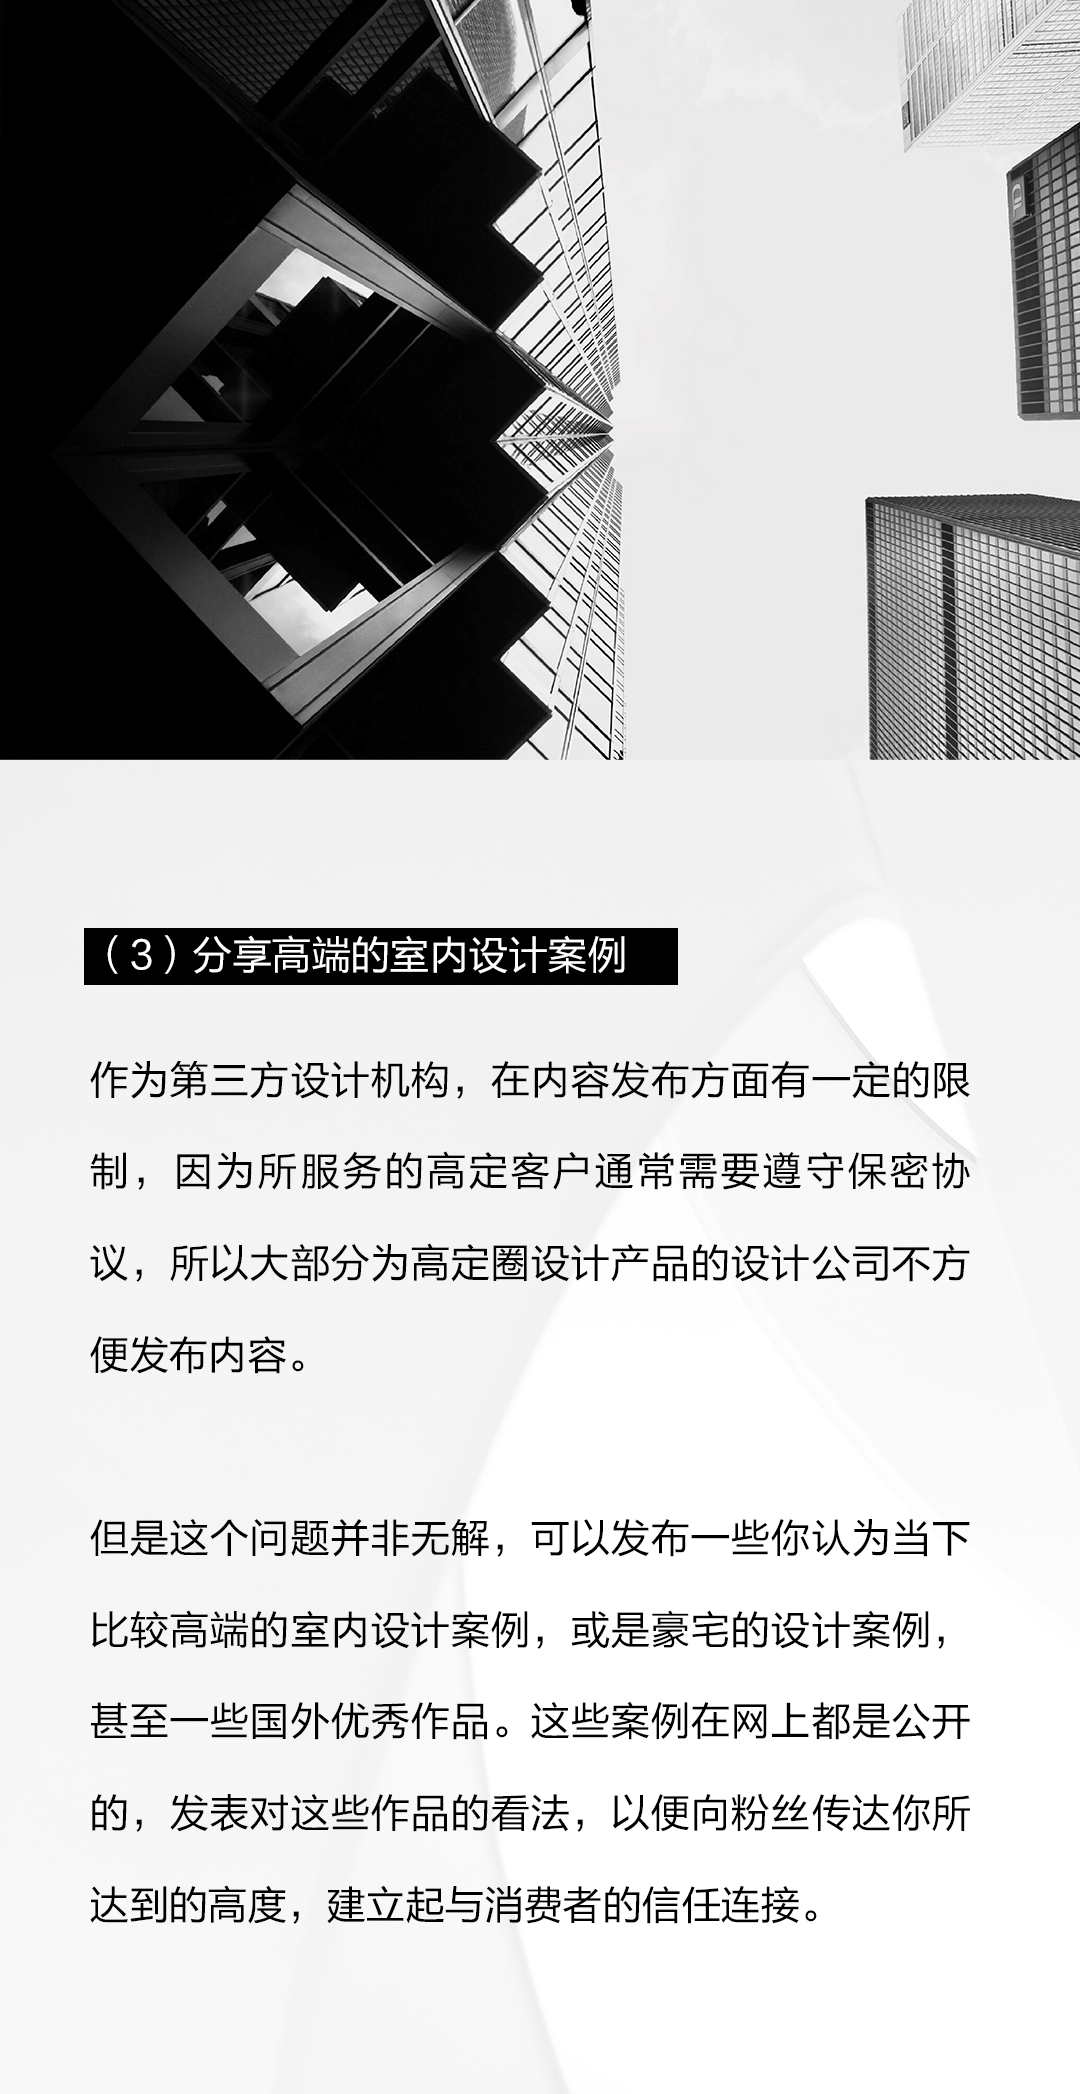 （3）分享高端的室内设计案例
作为第三方设计机构，在内容发布方面有一定的限
制，因为所服务的高定客户通常需要遵守保密协
议，所以大部分为高定圈设计产品的设计公司不方
便发布内容。
但是这个问题并非无解，可以发布一些你认为当下
比较高端的室内设计案例，或是豪宅的设计案例，
甚至一些国外优秀作品。这些案例在网上都是公开
的，发表对这些作品的看法，以便向粉丝传达你所
达到的高度，建立起与消费者的信任连接。